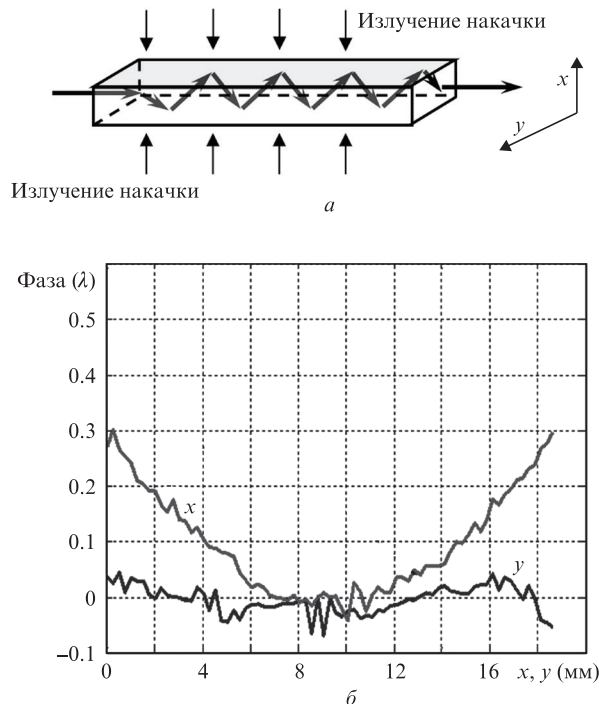 Излучение накачки
x
y
Излучение накачки
а
Фаза (λ)
0.5
0.4
0.3
0.2
0.1
0
−0.1
x
y
0 4 8 12 16 x, y (мм)
б